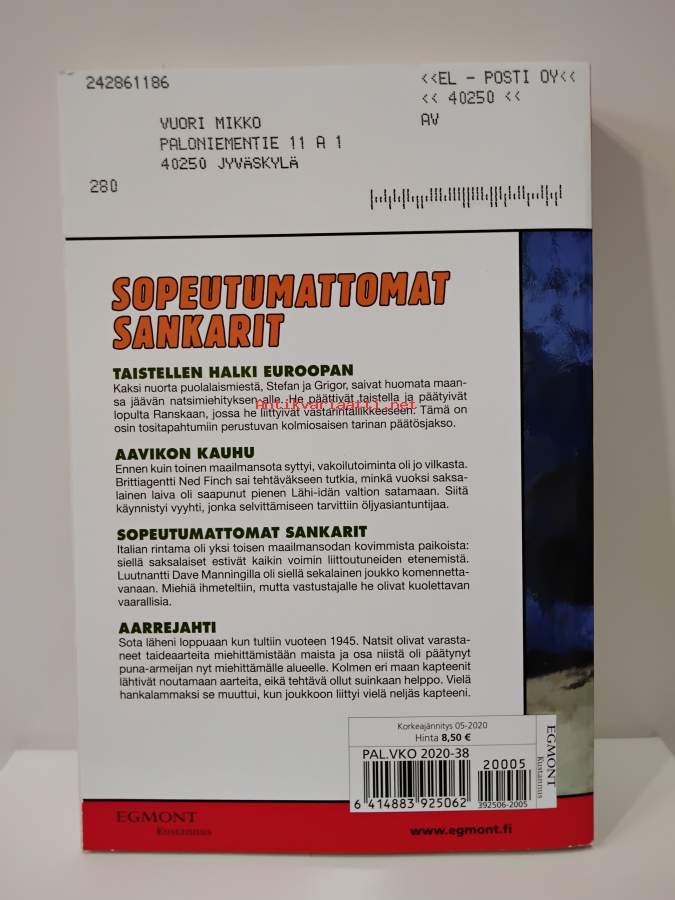 242861186
<<EL - POSTI OY<<
<< 40250 <<
AV
VUORI MIKKO
PALONIEMENTIE 11 A 1
40250 JYVÄSKYLÄ
280
SOPEUTUMATTOMAT
SANKARIT
TAISTELLEN HALKI EUROOPAN
Kaksi nuorta puolalaismiestä, Stefan ja Grigor, saivat huomata maan-
sa jäävän natsimiehityksen alle. He päättivät taistella ja päätyivät
Antikvariaatti.net
lopulta Ranskaan, jossa he liittyivät vastarintaliikkeeseen. Tämä on
osin tositapahtumiin perustuvan kolmiosaisen tarinan päätösjakso.
AAVIKON KAUHU
Ennen kuin toinen maailmansota syttyi, vakoilutoiminta oli jo vilkasta.
Brittiagentti Ned Finch sai tehtäväkseen tutkia, minkä vuoksi saksa-
lainen laiva oli saapunut pienen Lähi-idän valtion satamaan. Siitä
käynnistyi vyyhti, jonka selvittämiseen tarvittiin öljyasiantuntijaa.
SOPEUTUMATTOMAT SANKARIT
Italian rintama oli yksi toisen maailmansodan kovimmista paikoista:
siellä saksalaiset estivät kaikin voimin liittoutuneiden etenemistä.
Luutnantti Dave Manningilla oli siellä sekalainen joukko komennetta-
vanaan. Miehiä ihmeteltiin, mutta vastustajalle he olivat kuolettavan
vaarallisia.
AARREJAHTI
Sota läheni loppuaan kun tultiin vuoteen 1945. Natsit olivat varasta-
neet taideaarteita miehittämistään maista ja osa niistä oli päätynyt
puna-armeijan nyt miehittämälle alueelle. Kolmen eri maan kapteenit
lähtivät noutamaan aarteita, eikä tehtävä ollut suinkaan helppo. Vielä
hankalammaksi se muuttui, kun joukkoon liittyi vielä neljäs kapteeni.
Korkeajännitys 05-2020
Hinta 8,50 €
PAL.VKO 2020-38
20005
6 414883 925062
392506-2005
EGMONT
Kustannus
EGMONT
Kustannus
www.egmont.fi